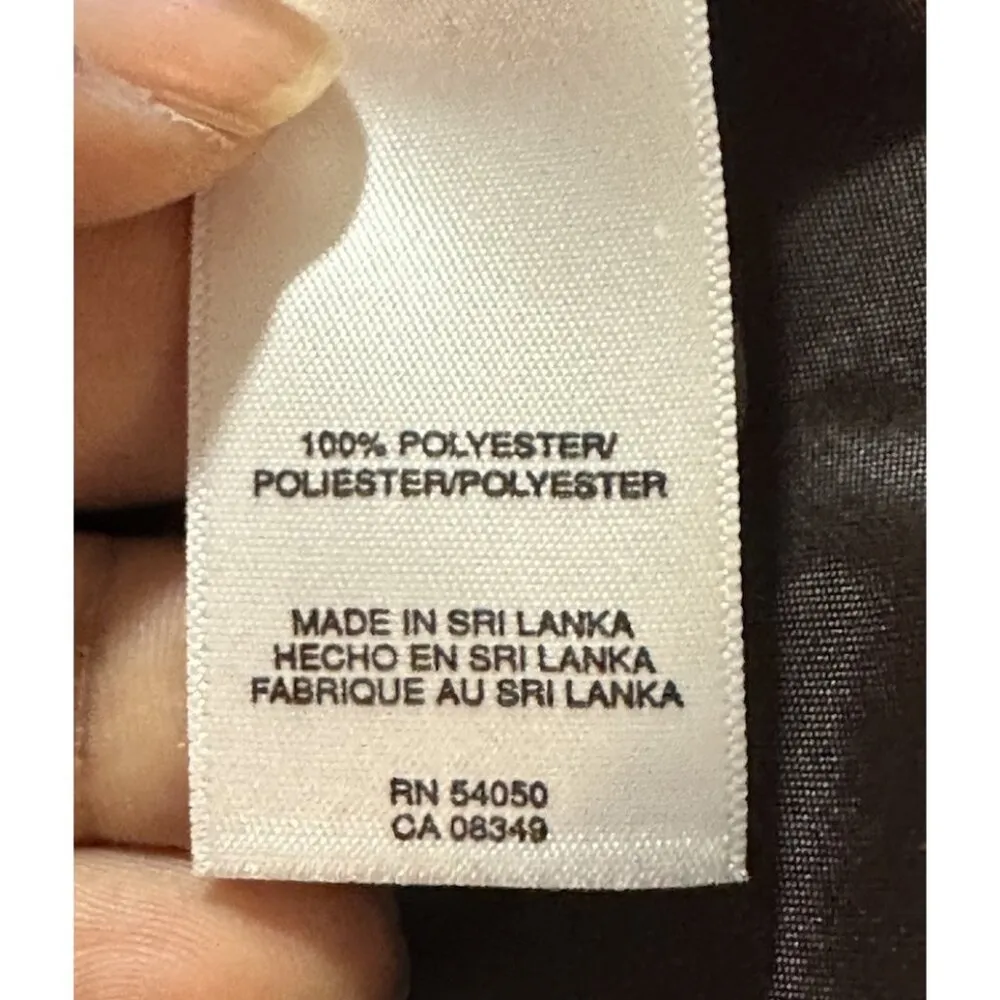 100% POLYESTER/
POLIESTER/POLYESTER
MADE IN SRI LANKA
HECHO EN SRI LANKA
FABRIQUE AU SRI LANKA
RN 54050
CA 08349